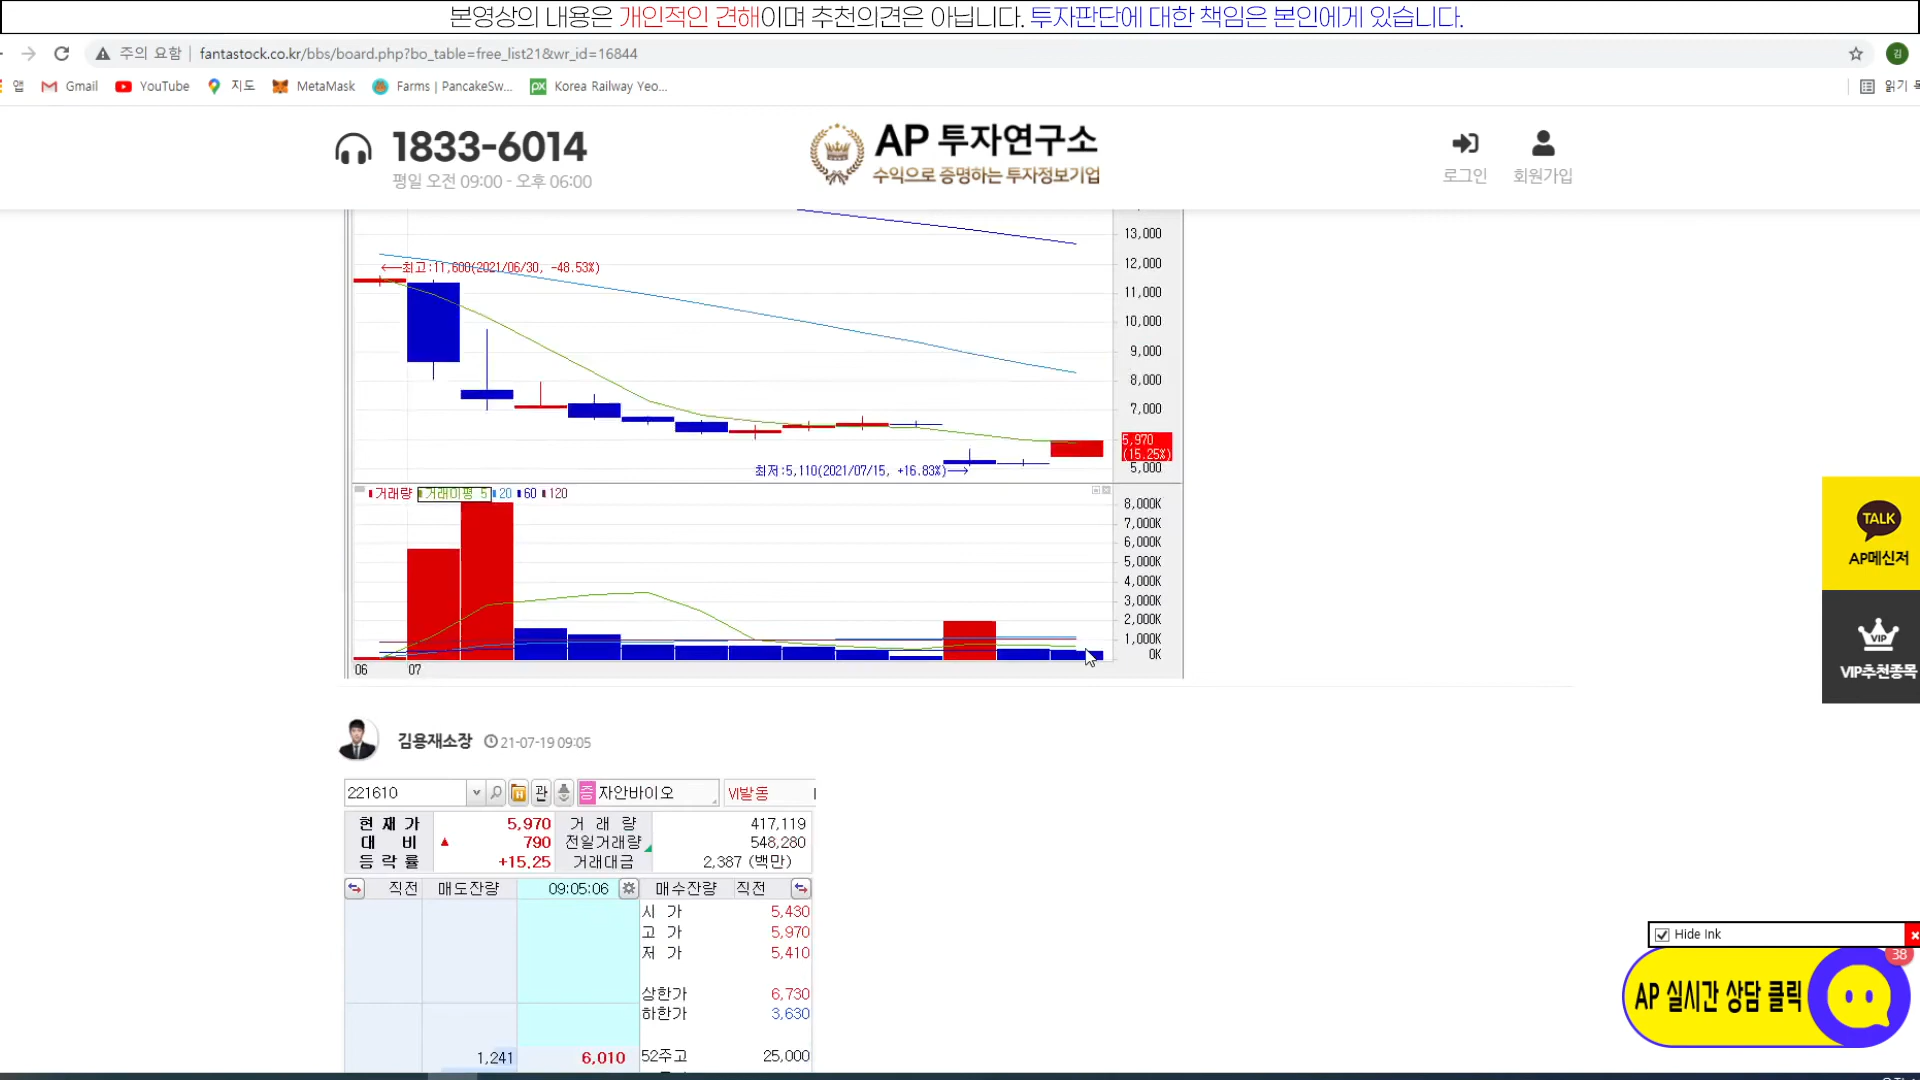 본영상의 내용은 개인적인 견해이며 추천의견은 아닙니다. 투자판단에 대한 책임은 본인에게 있습니다.
주의 요함 fantastock.co.kr/bbs/board.php?bo_table=free_list21&wr_id=16844 김
앱 Gmail YouTube 지도 MetaMask Farms | PancakeSw... Korea Railway Yeo... 읽기
1833-6014
평일 오전 09:00 - 오후 06:00
AP 투자연구소
수익으로 증명하는 투자정보기업
로그인 회원가입
13,000
최고:11,600(2021/06/30, -48.53%)
12,000
11,000
10,000
9,000
8,000
7,000
5,970
(15.25%)
5,000
최저:5,110(2021/07/15, +16.83%)
거래량 거래이평 5 20 60 120
8,000K
7,000K
6,000K
5,000K
4,000K
3,000K
2,000K
1,000K
0K
06 07
TALK
AP메신저
VIP
VIP추천종목
김용재소장 21-07-19 09:05
221610 관 증 자안바이오 VI발동
현재가 5,970 거래량 417,119
대비 ▲ 790 전일거래량 548,280
등락률 +15.25 거래대금 2,387 (백만)
직전 매도잔량 09:05:06 매수잔량 직전
시가 5,430
고가 5,970
저가 5,410
상한가 6,730
하한가 3,630
1,241 6,010 52주고 25,000
Hide Ink
38
AP 실시간 상담 클릭